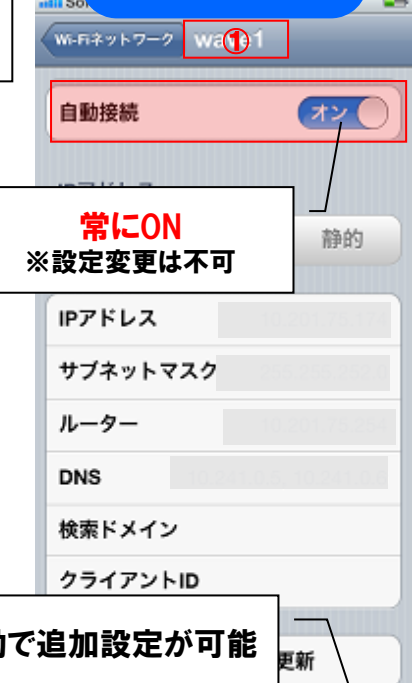 Wi-Fiネットワーク
wave1
①
自動接続
オン
常にON
※設定変更は不可
静的
IPアドレス
サブネットマスク
ルーター
DNS
検索ドメイン
クライアントID
で追加設定が可能
更新